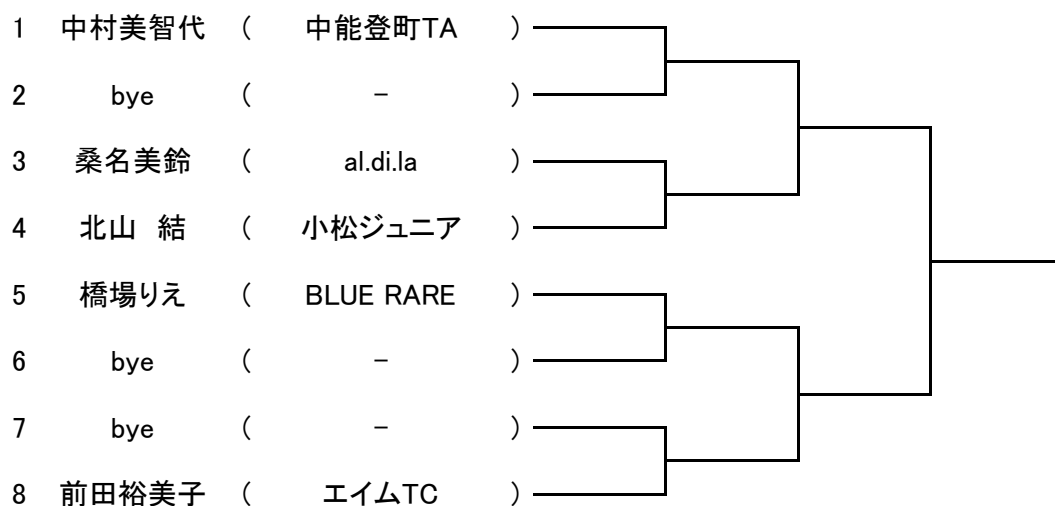 1 中村美智代 ( 中能登町TA )
2 bye ( - )
3 桑名美鈴 ( al.di.la )
4 北山　結 ( 小松ジュニア )
5 橋場りえ ( BLUE RARE )
6 bye ( - )
7 bye ( - )
8 前田裕美子 ( エイムTC )